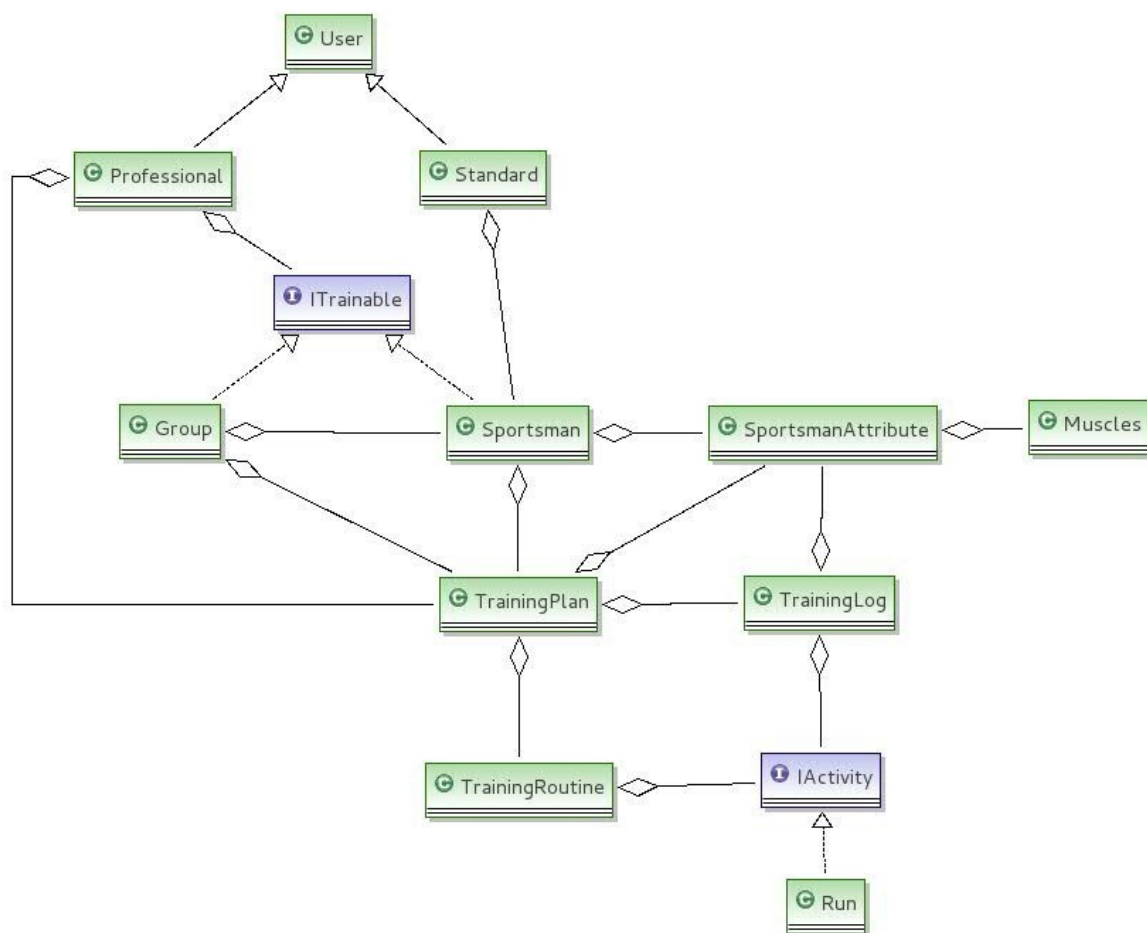 C User
C Professional
C Standard
I ITrainable
C Group
C Sportsman
C SportsmanAttribute
C Muscles
C TrainingPlan
C TrainingLog
C TrainingRoutine
I IActivity
C Run